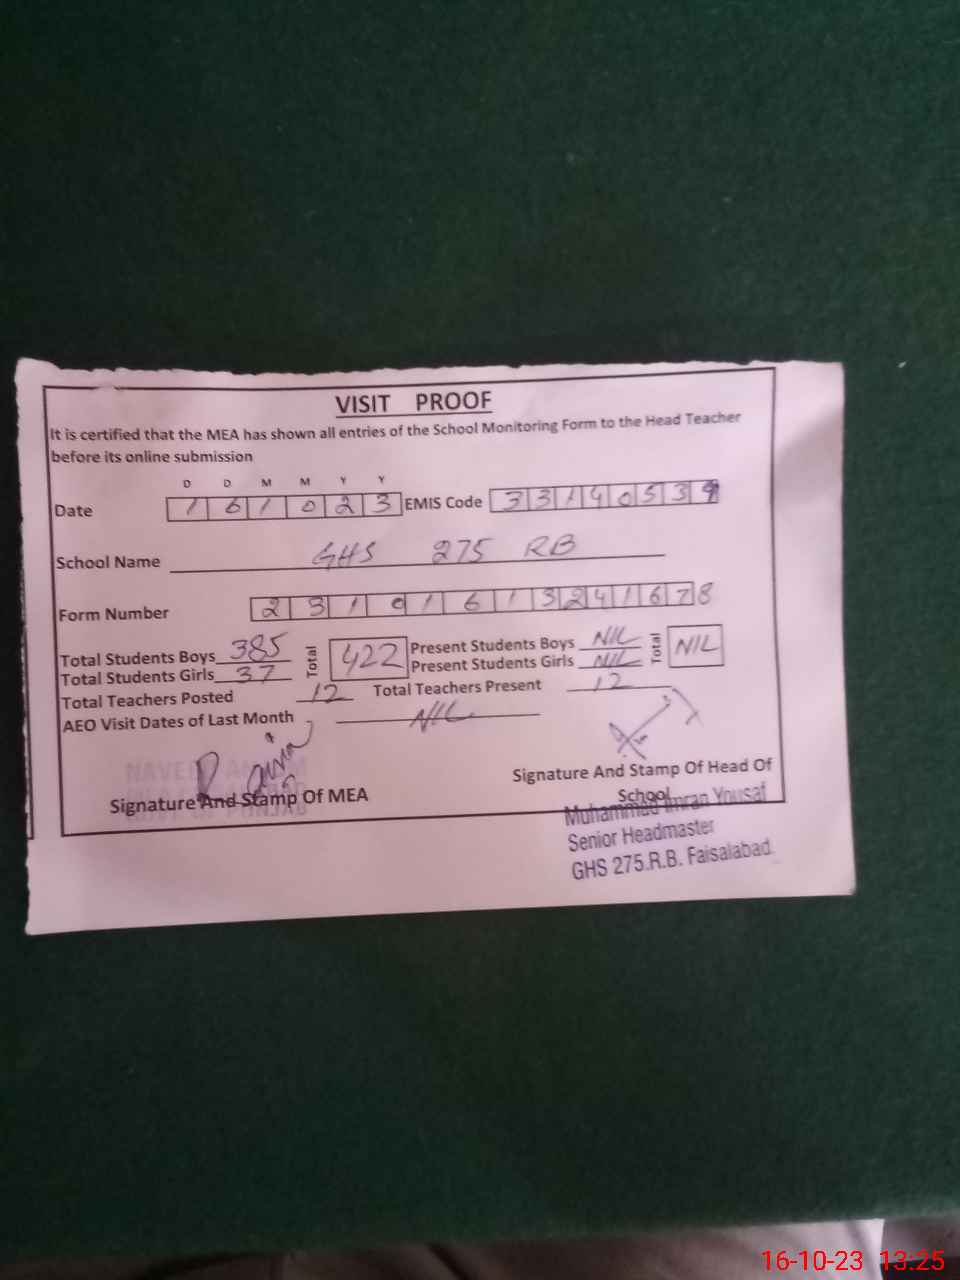 VISIT PROOF
It is certified that the MEA has shown all entries of the School Monitoring Form to the Head Teacher
before its online submission
D D M M Y Y
Date 1 6 1 0 2 3 EMIS Code 3 3 1 4 0 5 3 9
School Name GHS 275 RB
Form Number 2 3 1 0 1 6 1 3 2 4 1 6 7 8
Total Students Boys 385 Total 422 Present Students Boys NIL Total NIL
Total Students Girls 37 Present Students Girls NIL
Total Teachers Posted 12 Total Teachers Present 12
AEO Visit Dates of Last Month NIL
Signature And Stamp Of MEA
Signature And Stamp Of Head Of
School
Muhammad Imran Yousaf
Senior Headmaster
GHS 275.R.B. Faisalabad
16-10-23 13:25